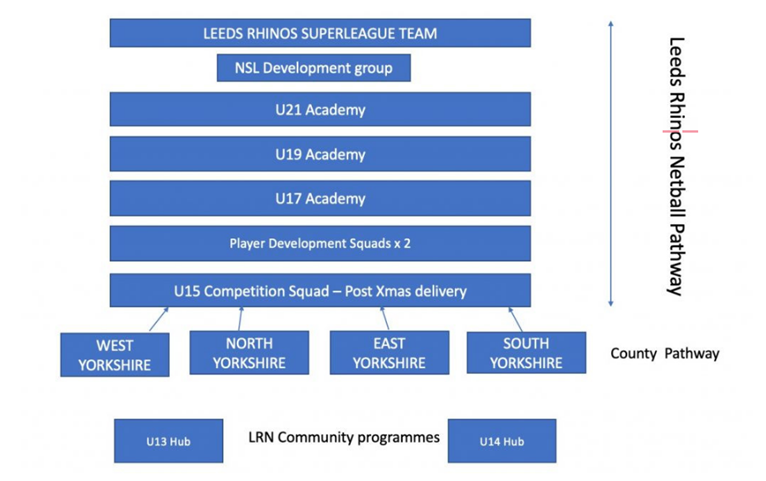 LEEDS RHINOS SUPERLEAGUE TEAM
NSL Development group
U21 Academy
U19 Academy
U17 Academy
Player Development Squads x 2
U15 Competition Squad – Post Xmas delivery
Leeds Rhinos Netball Pathway
WEST
YORKSHIRE
NORTH
YORKSHIRE
EAST
YORKSHIRE
SOUTH
YORKSHIRE
County Pathway
U13 Hub
LRN Community programmes
U14 Hub